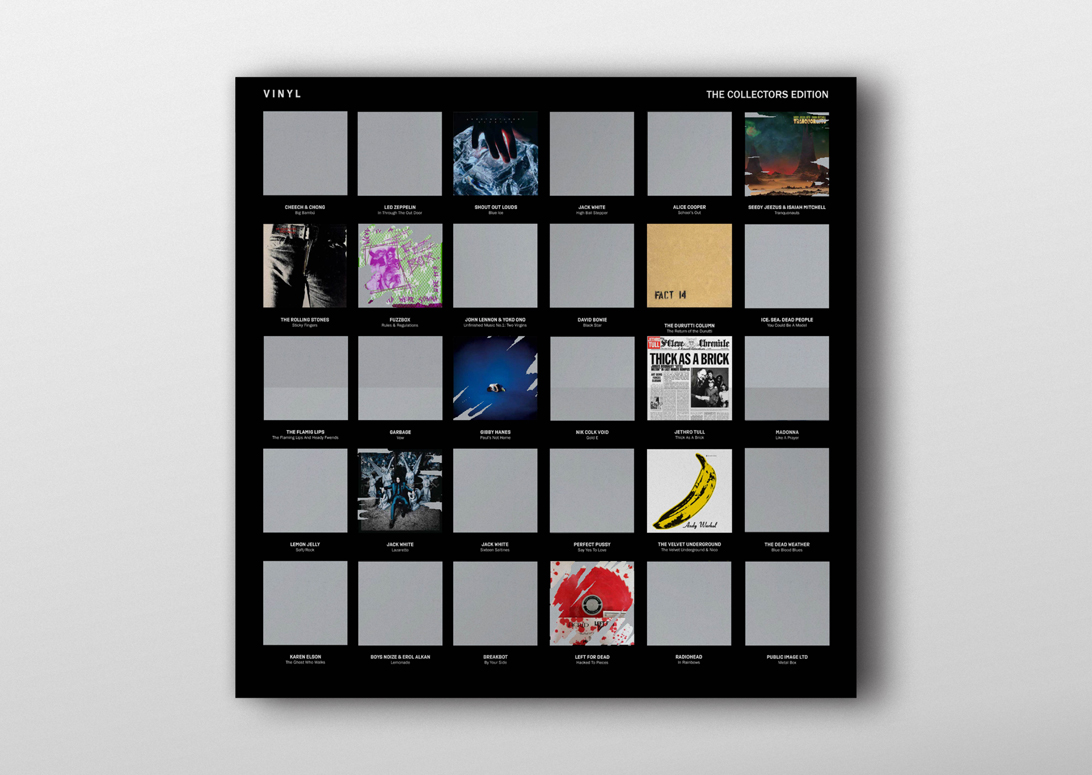 VINYL
THE COLLECTORS EDITION
CHEECH & CHONG
Big Bambo
LED ZEPPELIN
In Through The Out Door
SHOUT OUT LOUDS
Blue Ice
JACK WHITE
High Ball Stepper
ALICE COOPER
School's Out
SEEDY JEEZUS & ISAIAH MITCHELL
Tranquonauts
THE ROLLING STONES
Sticky Fingers
FUZZBOX
Rules & Regulations
JOHN LENNON & YOKO ONO
Unfinished Music No.1: Two Virgins
DAVID BOWIE
Black Star
FACT 14
THE DURUTTI COLUMN
The Return of the Durutti
ICE, SEA, DEAD PEOPLE
You Could Be A Model
THE FLAMIG LIPS
The Flaming Lips And Heady Fwends
GARBAGE
Vow
GIBBY HANES
Paul's Not Home
NIK COLK VOID
Gold E
JETHRO TULL
THICK AS A BRICK
JETHRO TULL
Thick As A Brick
MADONNA
Like A Prayer
LEMON JELLY
Soft/Rock
JACK WHITE
Lazaretto
JACK WHITE
Sixteen Saltines
PERFECT PUSSY
Say Yes To Love
Andy Warhol
THE VELVET UNDERGROUND
The Velvet Underground & Nico
THE DEAD WEATHER
Blue Blood Blues
KAREN ELSON
The Ghost Who Walks
BOYS NOIZE & EROL ALKAN
Lemonade
BREAKBOT
By Your Side
LEFT FOR DEAD
Hacked To Pieces
RADIOHEAD
In Rainbows
PUBLIC IMAGE LTD
Metal Box